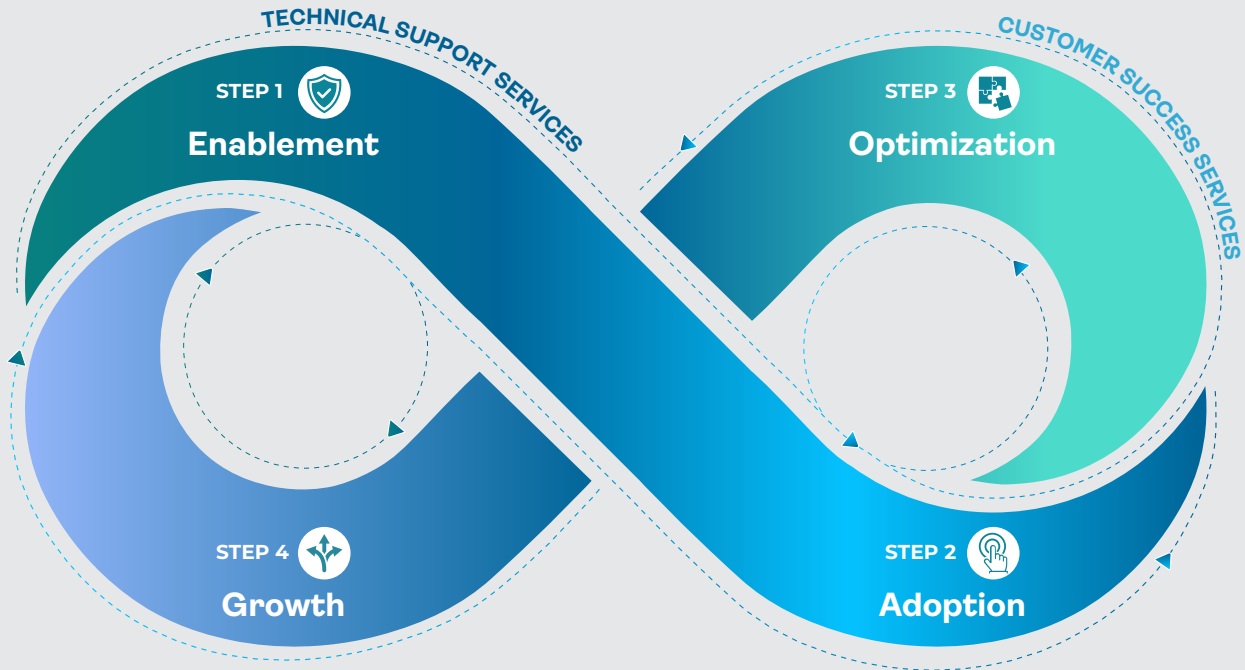 TECHNICAL SUPPORT SERVICES
CUSTOMER SUCCESS SERVICES
STEP 1
Enablement
STEP 3
Optimization
STEP 4
Growth
STEP 2
Adoption